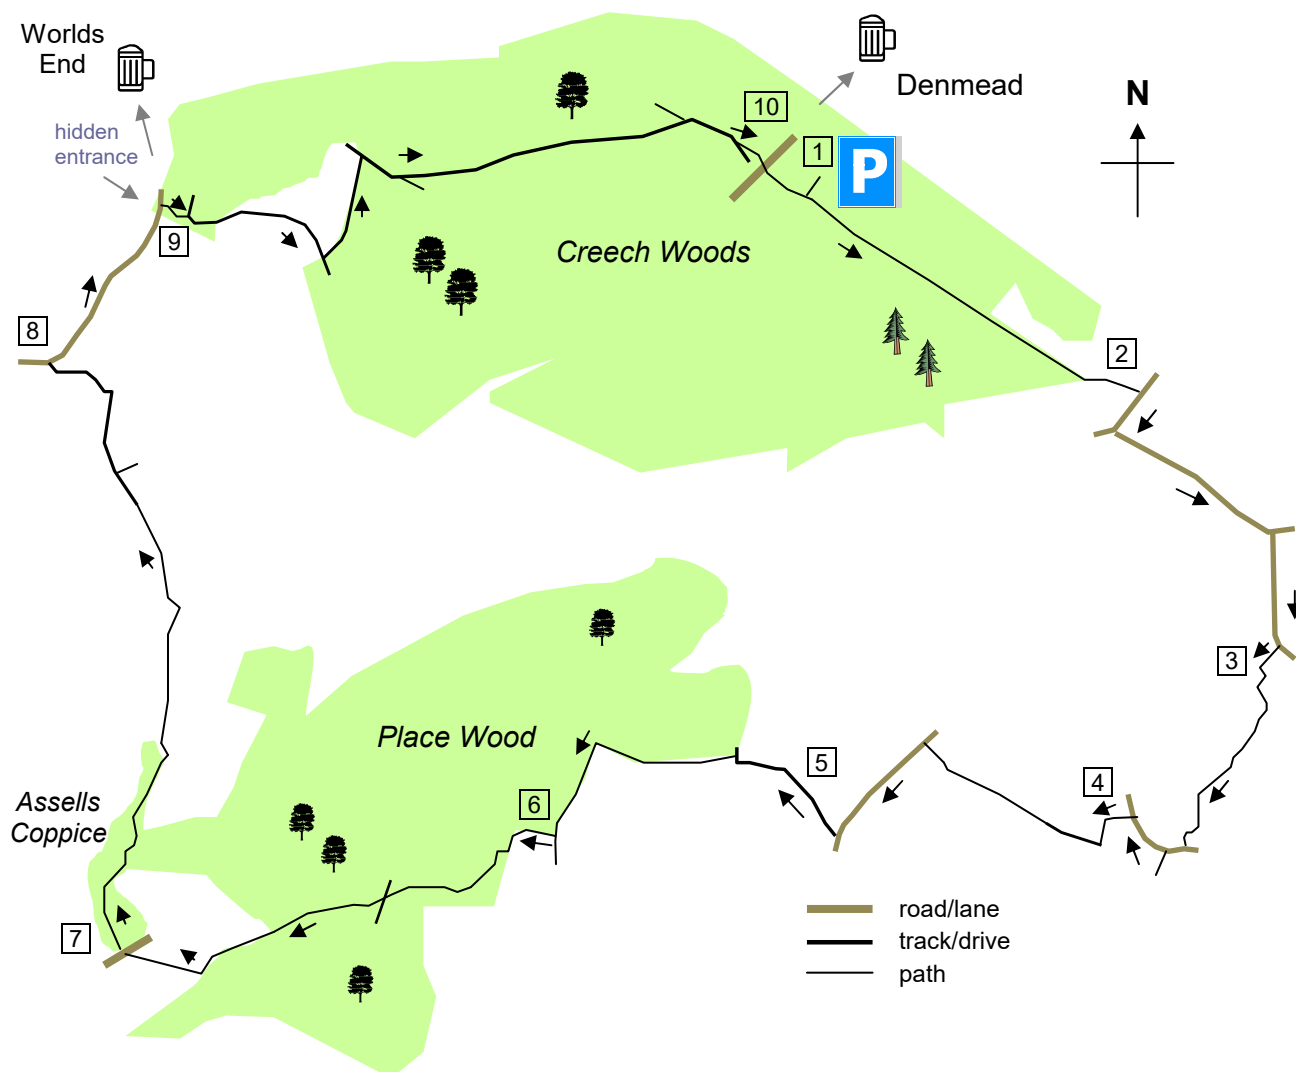 Worlds
End
hidden
entrance
10
Denmead
N
1
P
9
Creech Woods
8
2
3
Place Wood
5
4
6
Assells
Coppice
7
road/lane
track/drive
path